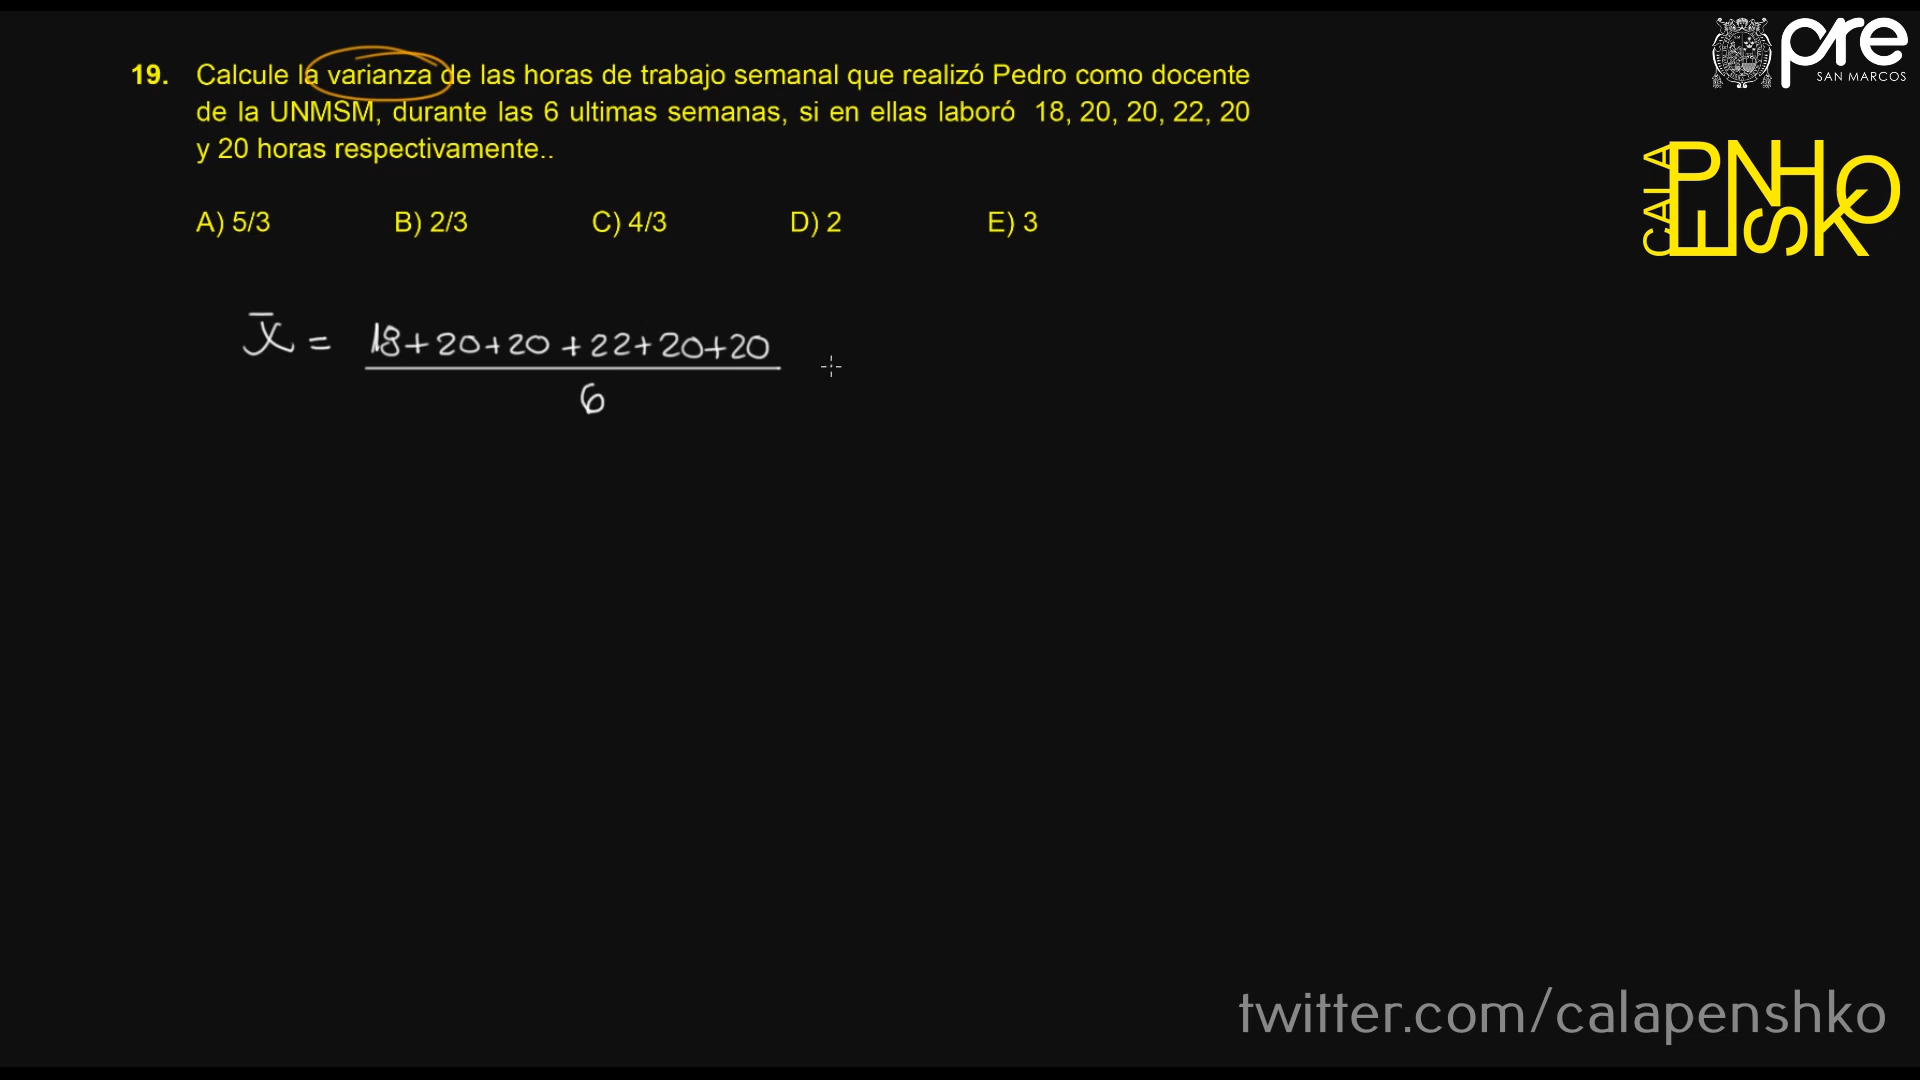 pre
SAN MARCOS
19. Calcule la varianza de las horas de trabajo semanal que realizó Pedro como docente
de la UNMSM, durante las 6 ultimas semanas, si en ellas laboró 18, 20, 20, 22, 20
y 20 horas respectivamente..
CALA
PENSHKO
A) 5/3 B) 2/3 C) 4/3 D) 2 E) 3
x̄ = 18+20+20+22+20+20
6
twitter.com/calapenshko